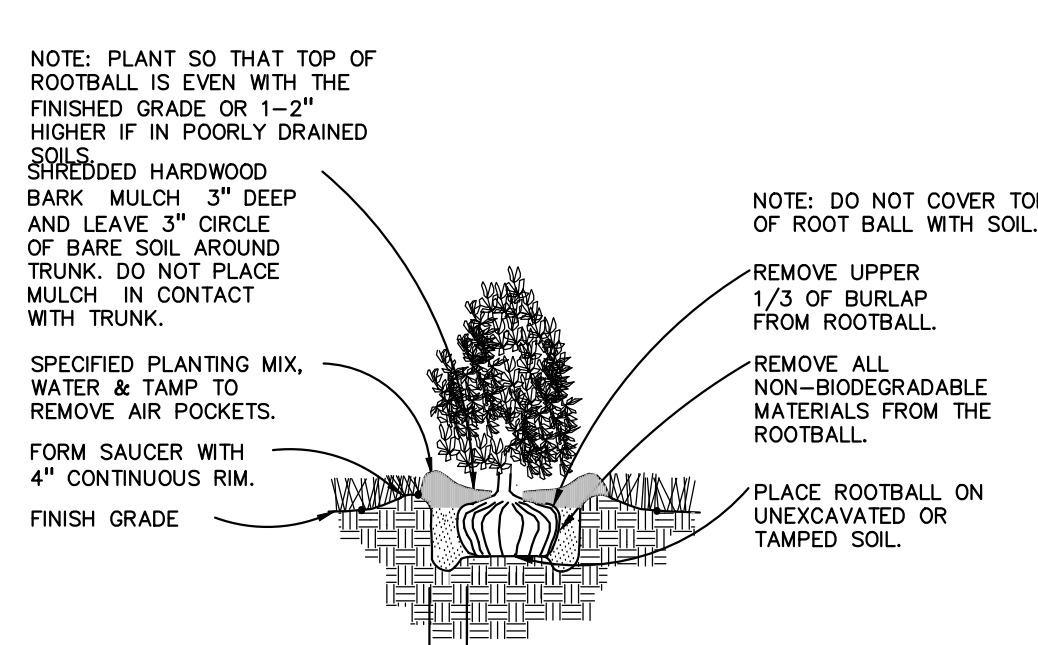 NOTE: PLANT SO THAT TOP OF
ROOTBALL IS EVEN WITH THE
FINISHED GRADE OR 1-2"
HIGHER IF IN POORLY DRAINED
SOILS.
SHREDDED HARDWOOD
BARK MULCH 3" DEEP
AND LEAVE 3" CIRCLE
OF BARE SOIL AROUND
TRUNK. DO NOT PLACE
MULCH IN CONTACT
WITH TRUNK.
SPECIFIED PLANTING MIX,
WATER & TAMP TO
REMOVE AIR POCKETS.
FORM SAUCER WITH
4" CONTINUOUS RIM.
FINISH GRADE
NOTE: DO NOT COVER TOP
OF ROOT BALL WITH SOIL.
REMOVE UPPER
1/3 OF BURLAP
FROM ROOTBALL.
REMOVE ALL
NON-BIODEGRADABLE
MATERIALS FROM THE
ROOTBALL.
PLACE ROOTBALL ON
UNEXCAVATED OR
TAMPED SOIL.